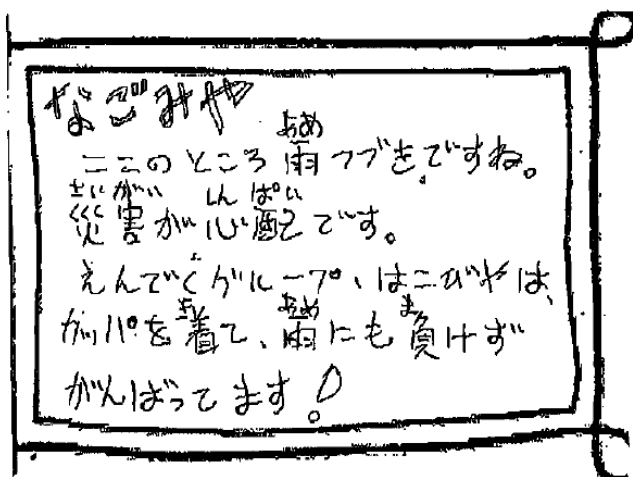 なごみや
ここのところ雨つづきですね。
災害が心配です。
えんでぐグループ、はこびやは、
カッパを着て、雨にも負けず
がんばってます!